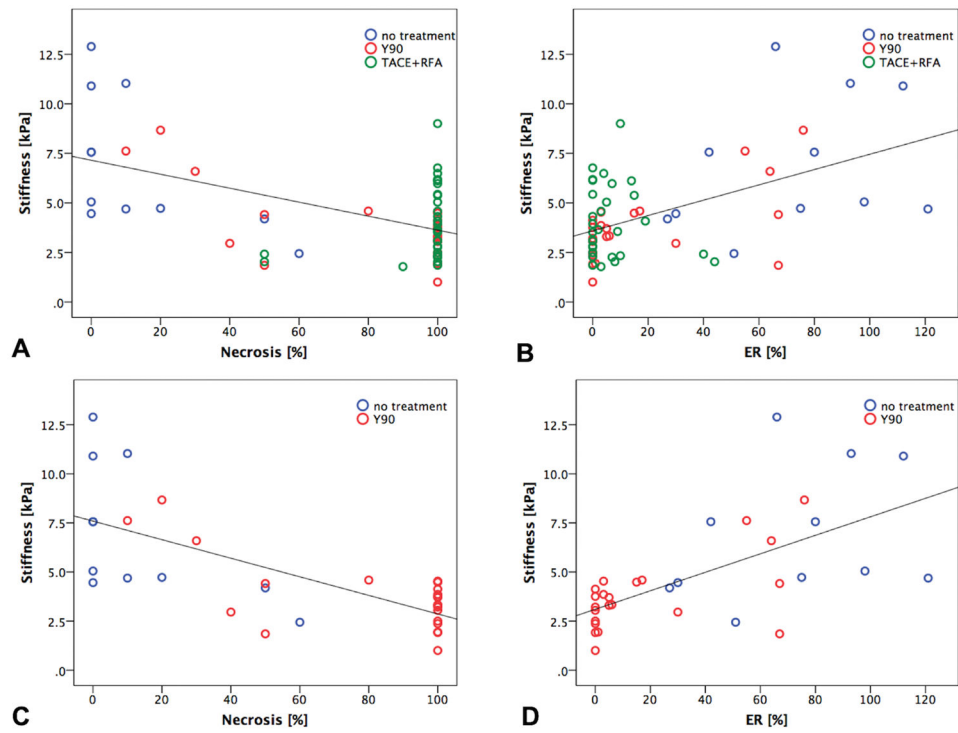 no treatment
Y90
TACE+RFA
Stiffness [kPa]
12.5
10.0
7.5
5.0
2.5
.0
0 20 40 60 80 100
Necrosis [%]
A
no treatment
Y90
TACE+RFA
Stiffness [kPa]
12.5
10.0
7.5
5.0
2.5
.0
0 20 40 60 80 100 120
ER [%]
B
no treatment
Y90
Stiffness [kPa]
12.5
10.0
7.5
5.0
2.5
.0
0 20 40 60 80 100
Necrosis [%]
C
no treatment
Y90
Stiffness [kPa]
12.5
10.0
7.5
5.0
2.5
.0
0 20 40 60 80 100 120
ER [%]
D